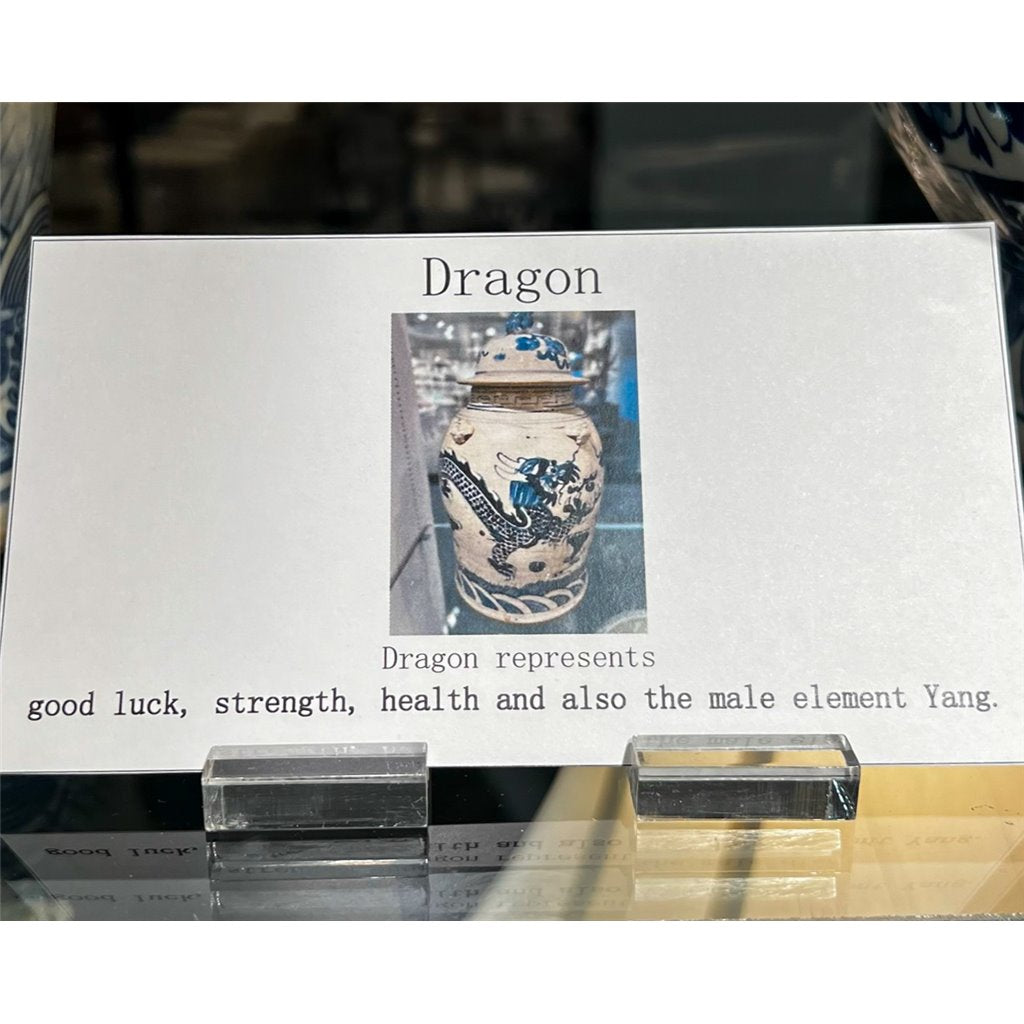 Dragon
Dragon represents
good luck, strength, health and also the male element Yang.